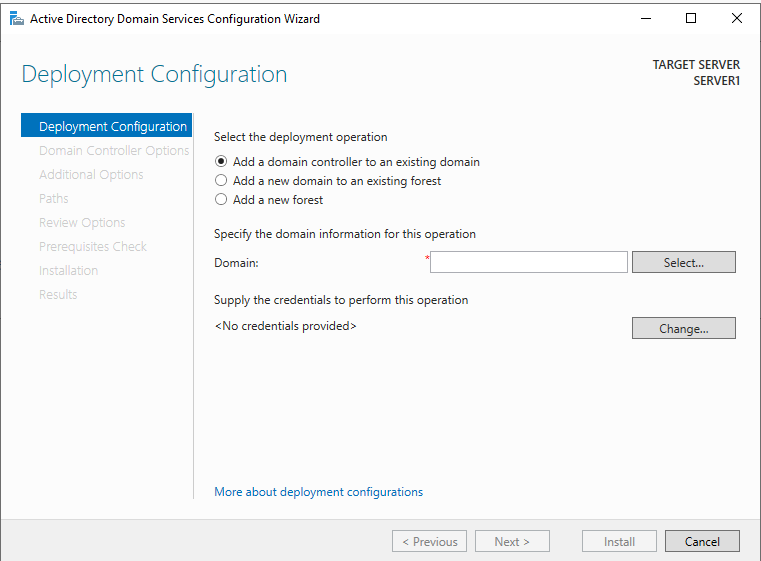 Active Directory Domain Services Configuration Wizard
Deployment Configuration
TARGET SERVER
SERVER1
Deployment Configuration
Domain Controller Options
Additional Options
Paths
Review Options
Prerequisites Check
Installation
Results
Select the deployment operation
Add a domain controller to an existing domain
Add a new domain to an existing forest
Add a new forest
Specify the domain information for this operation
Domain: * Select...
Supply the credentials to perform this operation
<No credentials provided> Change...
More about deployment configurations
< Previous Next > Install Cancel